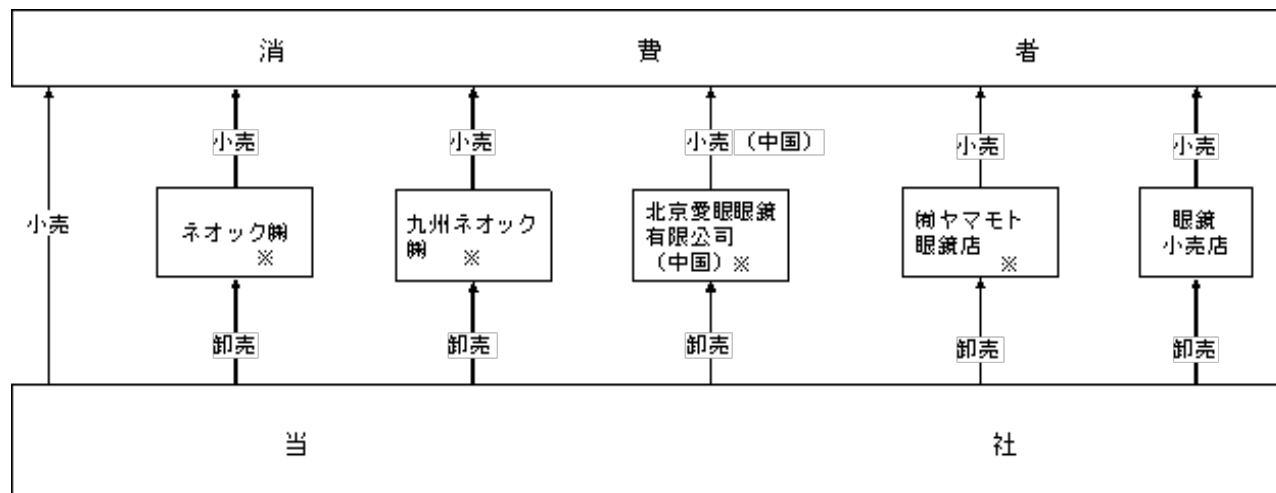 消費者
小売
小売
小売
小売 (中国)
小売
小売
ネオック㈱
※
九州ネオック
㈱ ※
北京愛眼眼鏡
有限公司
(中国)※
㈲ヤマモト
眼鏡店 ※
眼鏡
小売店
卸売
卸売
卸売
卸売
卸売
当社